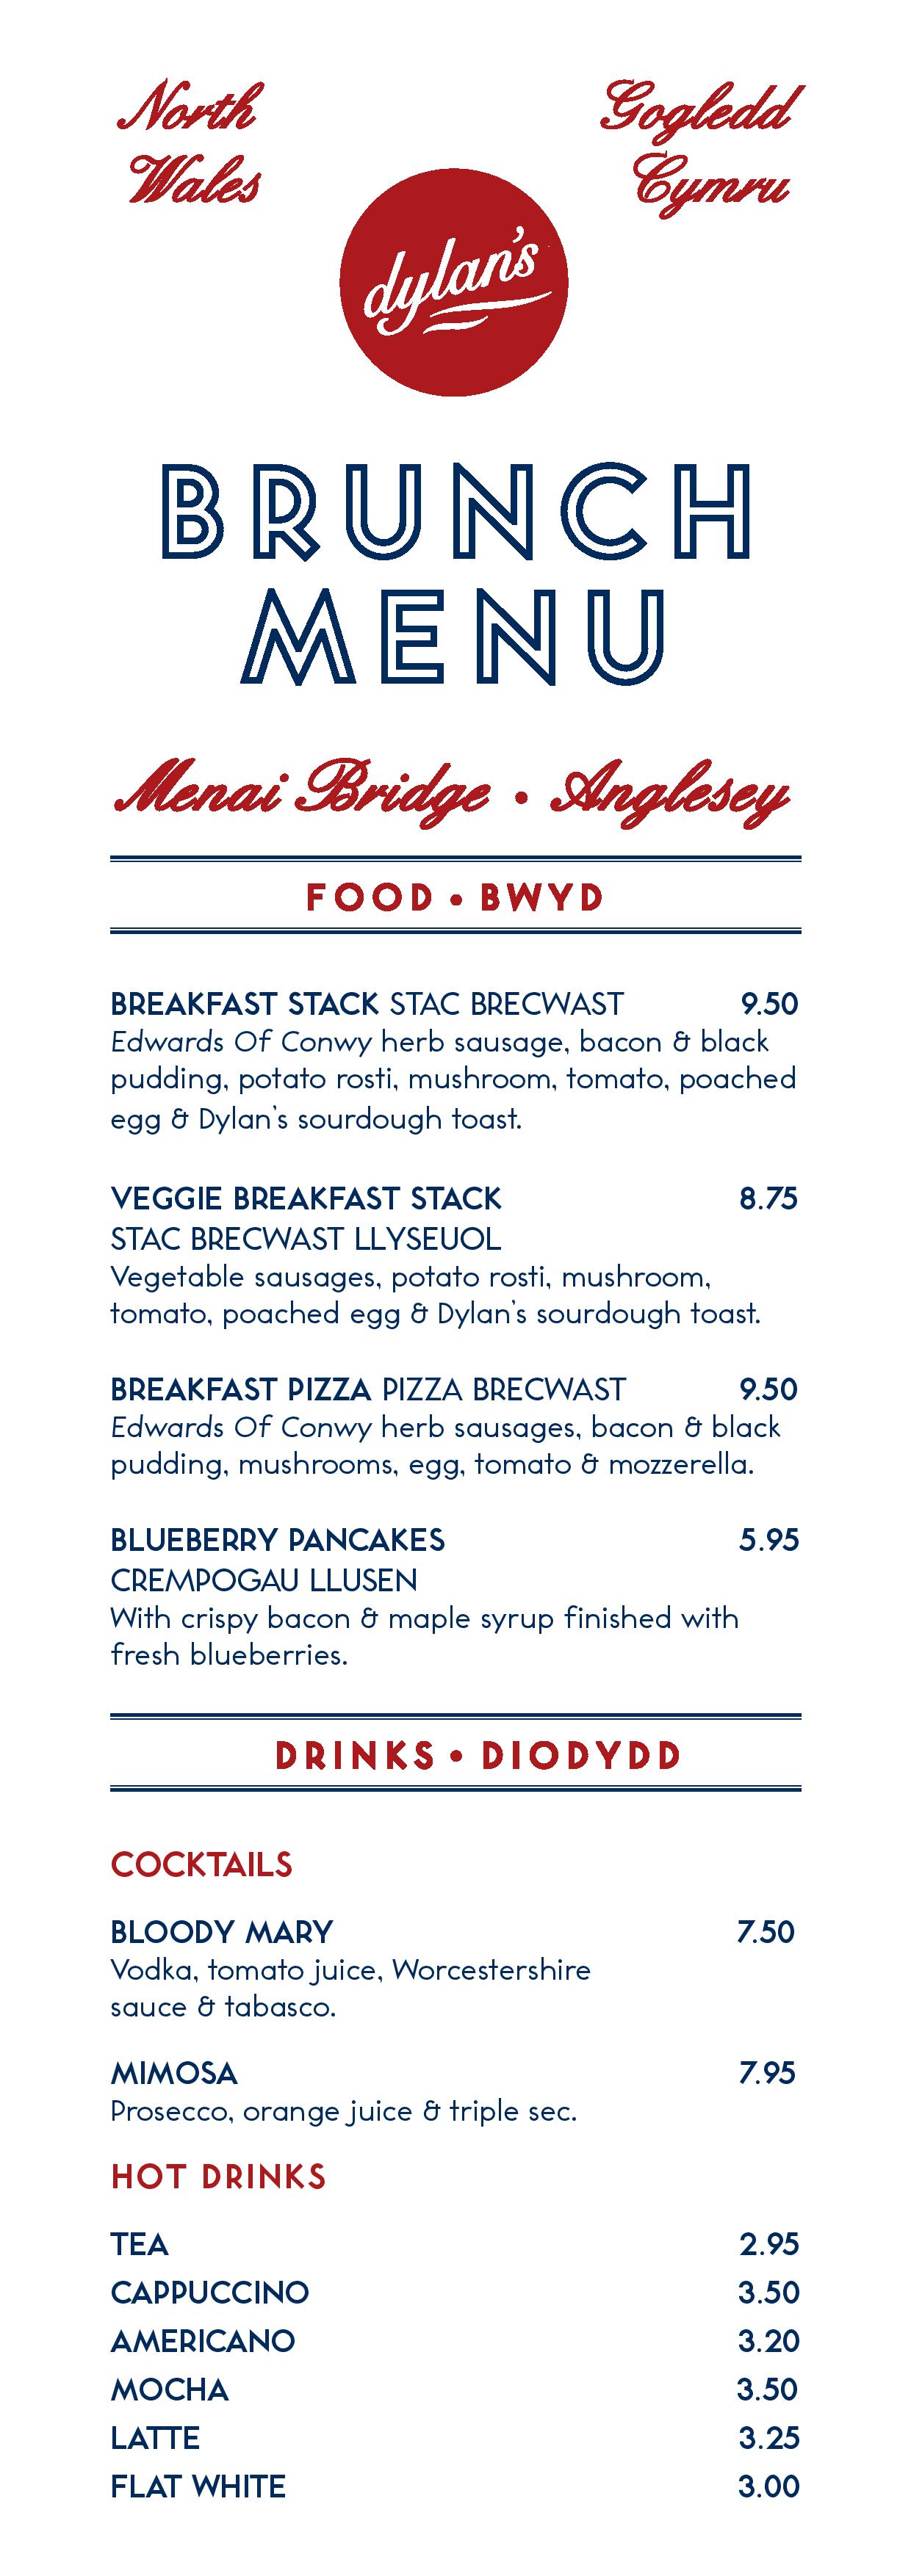 North Wales
Gogledd Cymru
dylan's
BRUNCH
MENU
Menai Bridge • Anglesey
FOOD • BWYD
BREAKFAST STACK STAC BRECWAST 9.50
Edwards Of Conwy herb sausage, bacon & black
pudding, potato rosti, mushroom, tomato, poached
egg & Dylan's sourdough toast.
VEGGIE BREAKFAST STACK 8.75
STAC BRECWAST LLYSEUOL
Vegetable sausages, potato rosti, mushroom,
tomato, poached egg & Dylan's sourdough toast.
BREAKFAST PIZZA PIZZA BRECWAST 9.50
Edwards Of Conwy herb sausages, bacon & black
pudding, mushrooms, egg, tomato & mozzerella.
BLUEBERRY PANCAKES 5.95
CREMPOGAU LLUSEN
With crispy bacon & maple syrup finished with
fresh blueberries.
DRINKS • DIODYDD
COCKTAILS
BLOODY MARY 7.50
Vodka, tomato juice, Worcestershire
sauce & tabasco.
MIMOSA 7.95
Prosecco, orange juice & triple sec.
HOT DRINKS
TEA 2.95
CAPPUCCINO 3.50
AMERICANO 3.20
MOCHA 3.50
LATTE 3.25
FLAT WHITE 3.00